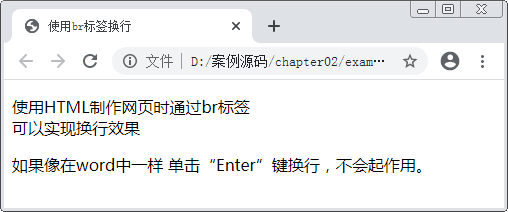 使用br标签换行
文件 | D:/案例源码/chapter02/exam…
使用HTML制作网页时通过br标签
可以实现换行效果
如果像在word中一样 单击“Enter”键换行，不会起作用。